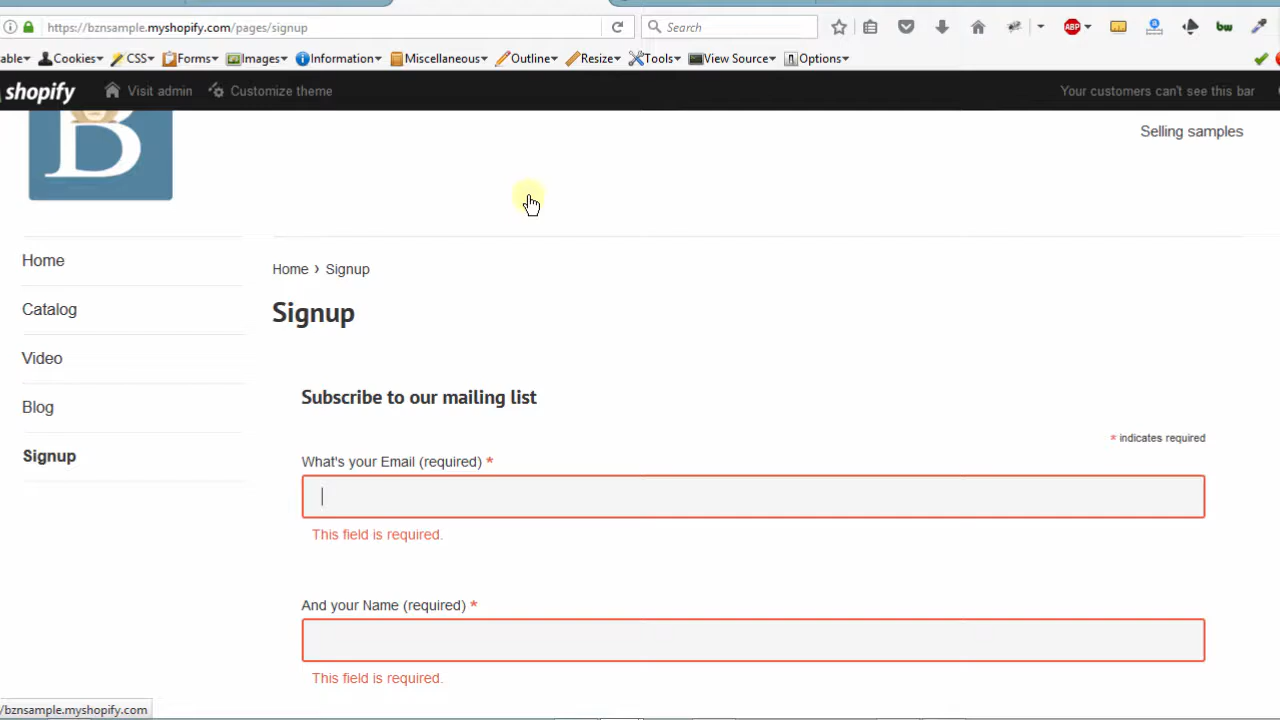 https://bznsample.myshopify.com/pages/signup
Search
ABP
bw
able▾ Cookies▾ CSS▾ Forms▾ Images▾ Information▾ Miscellaneous▾ Outline▾ Resize▾ Tools▾ View Source▾ Options▾
shopify Visit admin Customize theme Your customers can't see this bar
B
Selling samples
Home
Catalog
Video
Blog
Signup
Home › Signup
Signup
Subscribe to our mailing list
* indicates required
What's your Email (required) *
This field is required.
And your Name (required) *
This field is required.
/bznsample.myshopify.com